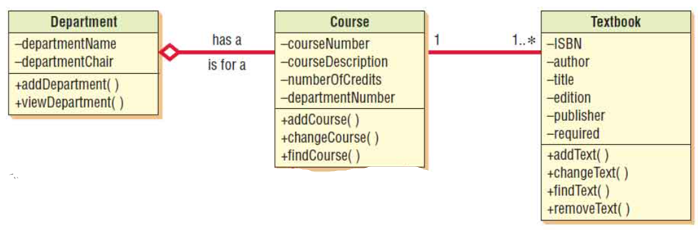 Department
–departmentName
–departmentChair
+addDepartment( )
+viewDepartment( )
has a
is for a
Course
–courseNumber
–courseDescription
–numberOfCredits
–departmentNumber
+addCourse( )
+changeCourse( )
+findCourse( )
1
1..*
Textbook
–ISBN
–author
–title
–edition
–publisher
–required
+addText( )
+changeText( )
+findText( )
+removeText( )